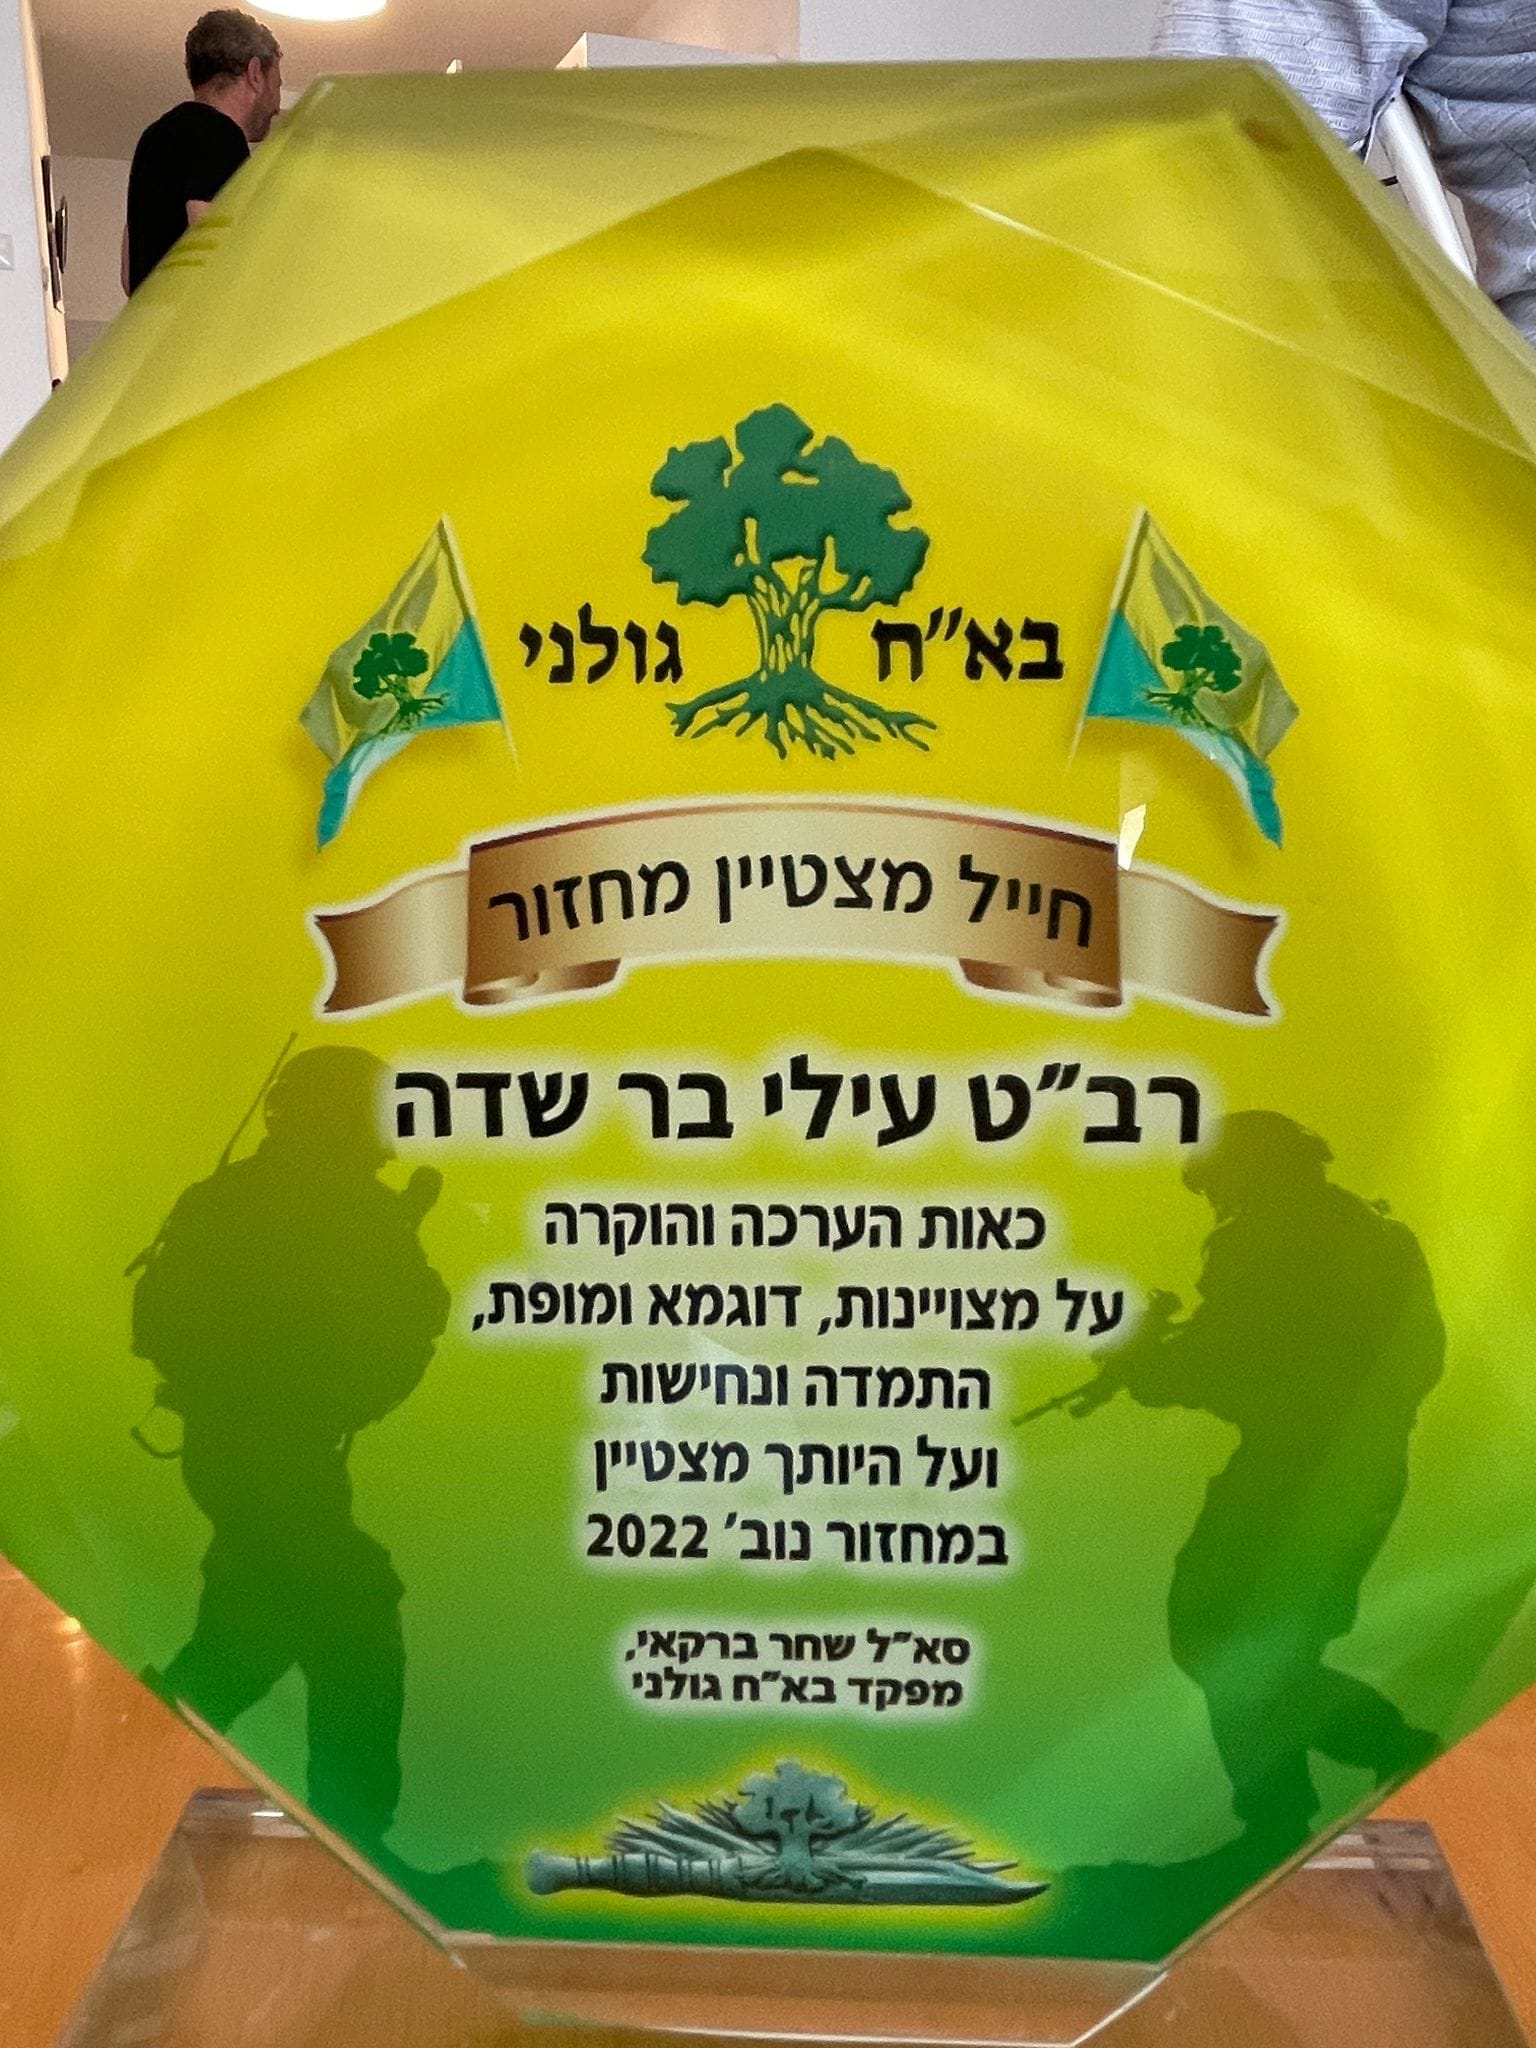 בא״ח גולני
חייל מצטיין מחזור
רב״ט עילי בר שדה
כאות הערכה והוקרה
על מצויינות, דוגמא ומופת,
התמדה ונחישות
ועל היותך מצטיין
במחזור נוב׳ 2022
סא״ל שחר ברקאי,
מפקד בא״ח גולני